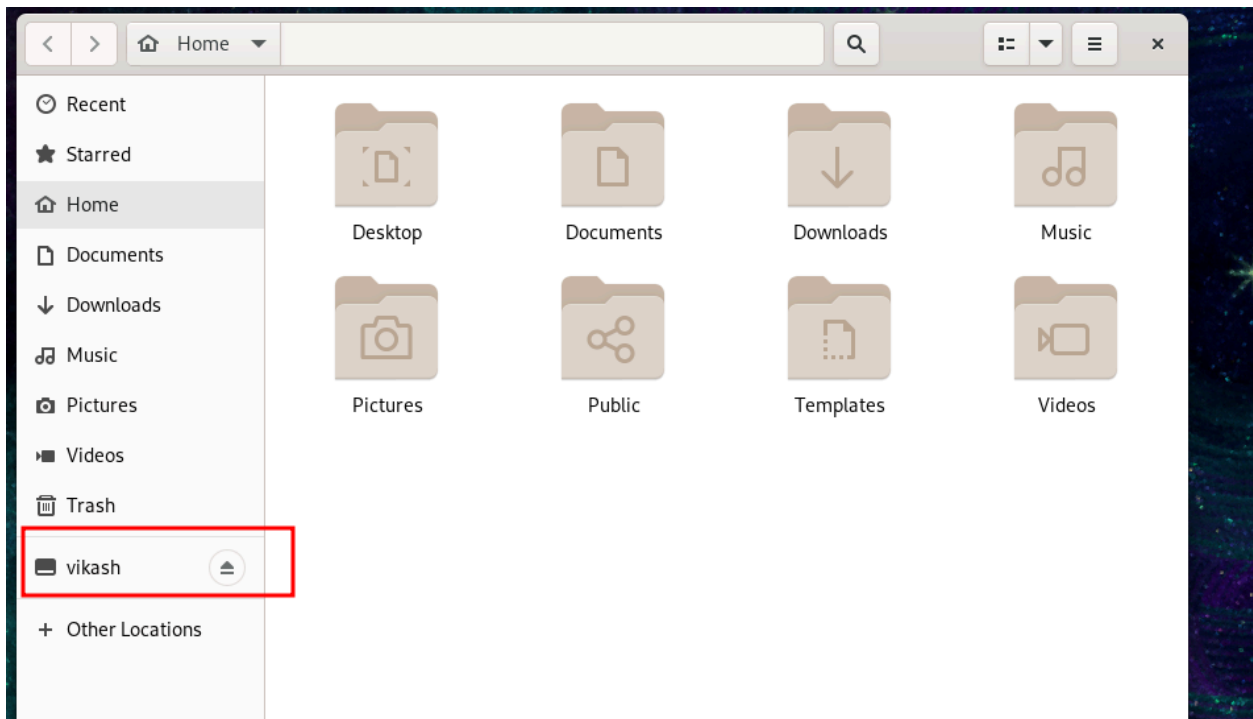 Home
Recent
Starred
Home
Documents
Downloads
Music
Pictures
Videos
Trash
vikash
+ Other Locations
Desktop Documents Downloads Music
Pictures Public Templates Videos